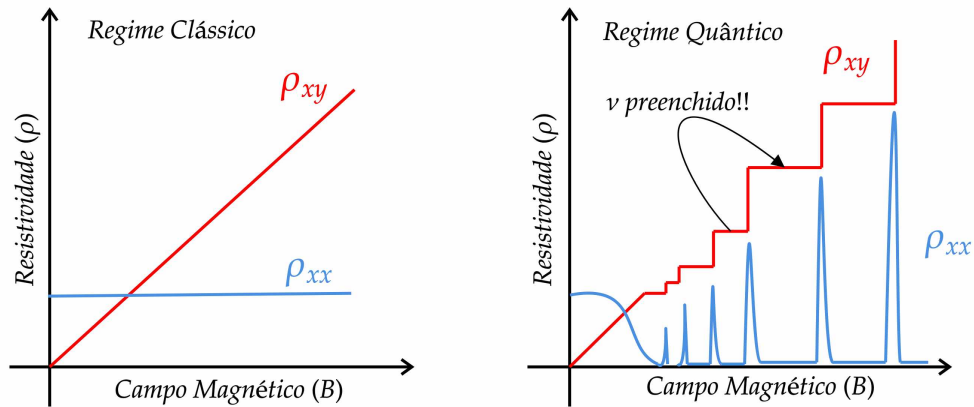 Regime Clássico
ρxy
ρxx
Resistividade (ρ)
Campo Magnético (B)
Regime Quântico
ρxy
ν preenchido!!
ρxx
Resistividade (ρ)
Campo Magnético (B)